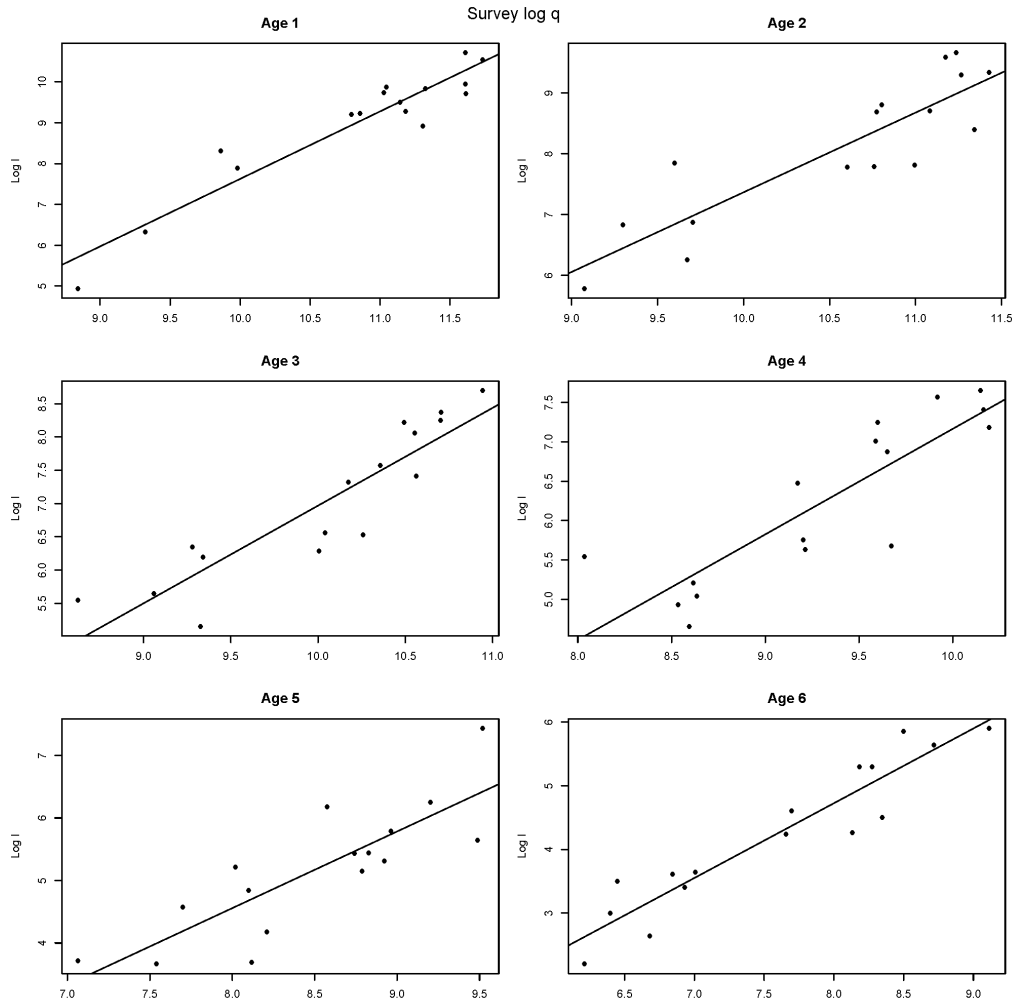 Survey log q
Age 1
Age 2
Log I
10
9
8
7
6
5
9.0 9.5 10.0 10.5 11.0 11.5
Log I
9
8
7
6
9.0 9.5 10.0 10.5 11.0 11.5
Age 3
Age 4
Log I
8.5
8.0
7.5
7.0
6.5
6.0
5.5
9.0 9.5 10.0 10.5 11.0
Log I
7.5
7.0
6.5
6.0
5.5
5.0
8.0 8.5 9.0 9.5 10.0
Age 5
Age 6
Log I
7
6
5
4
7.0 7.5 8.0 8.5 9.0 9.5
Log I
6
5
4
3
6.5 7.0 7.5 8.0 8.5 9.0